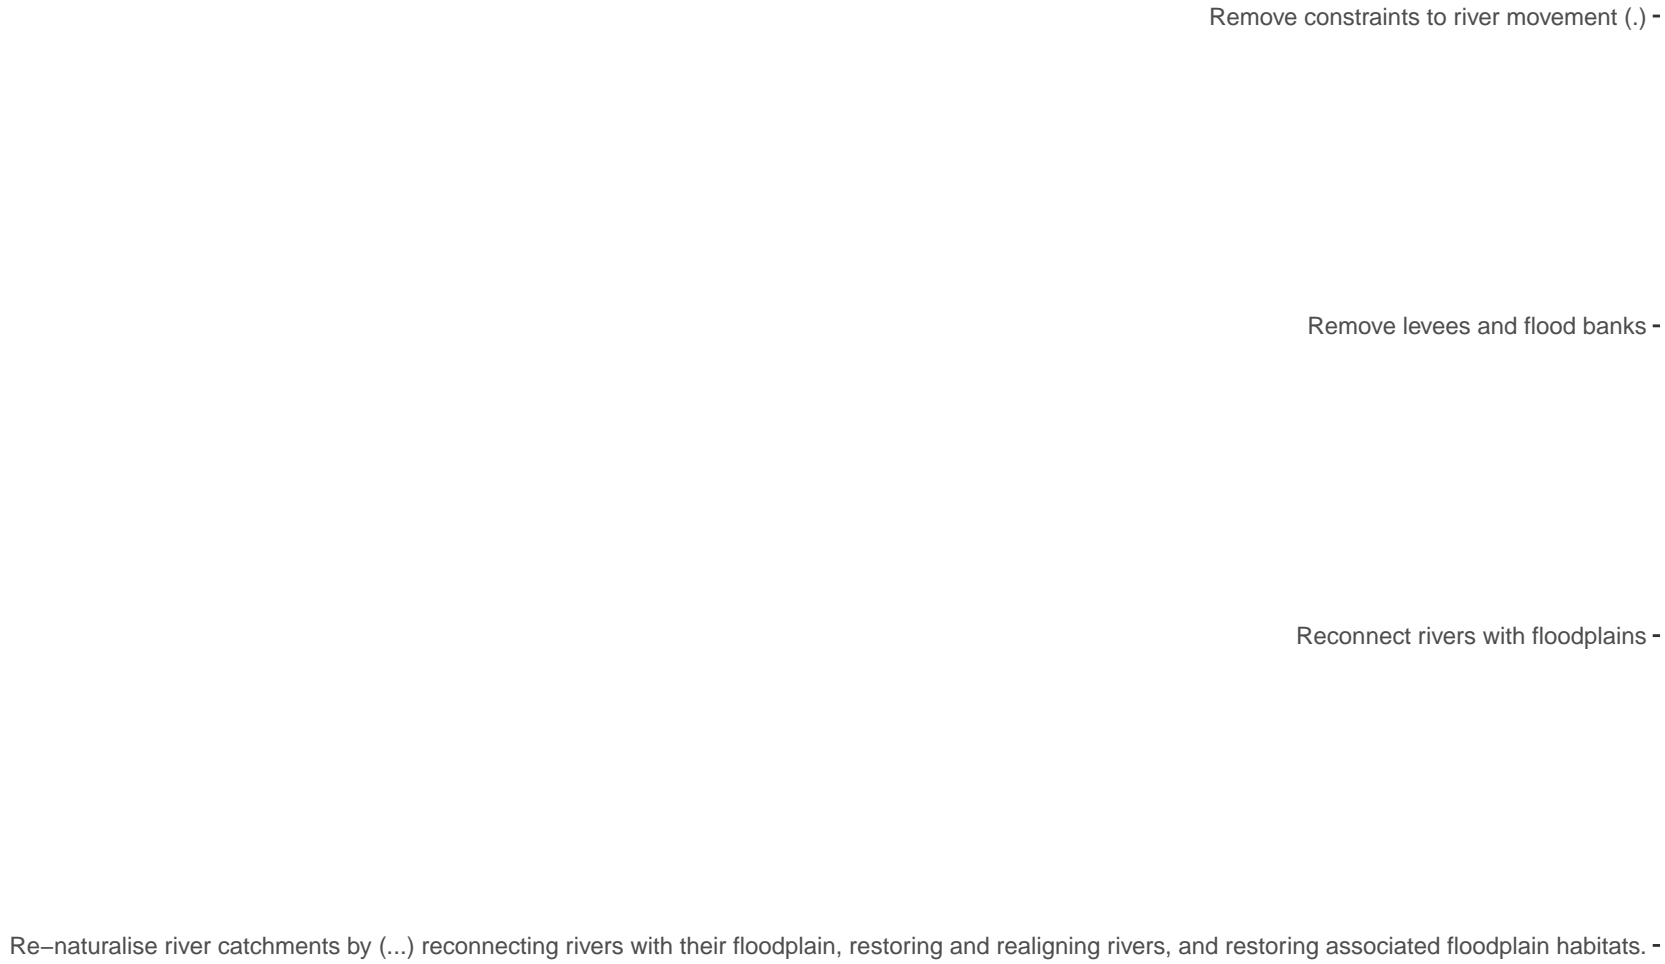 Remove constraints to river movement (.)
Remove levees and flood banks
Reconnect rivers with floodplains
Re−naturalise river catchments by (...) reconnecting rivers with their floodplain, restoring and realigning rivers, and restoring associated floodplain habitats.